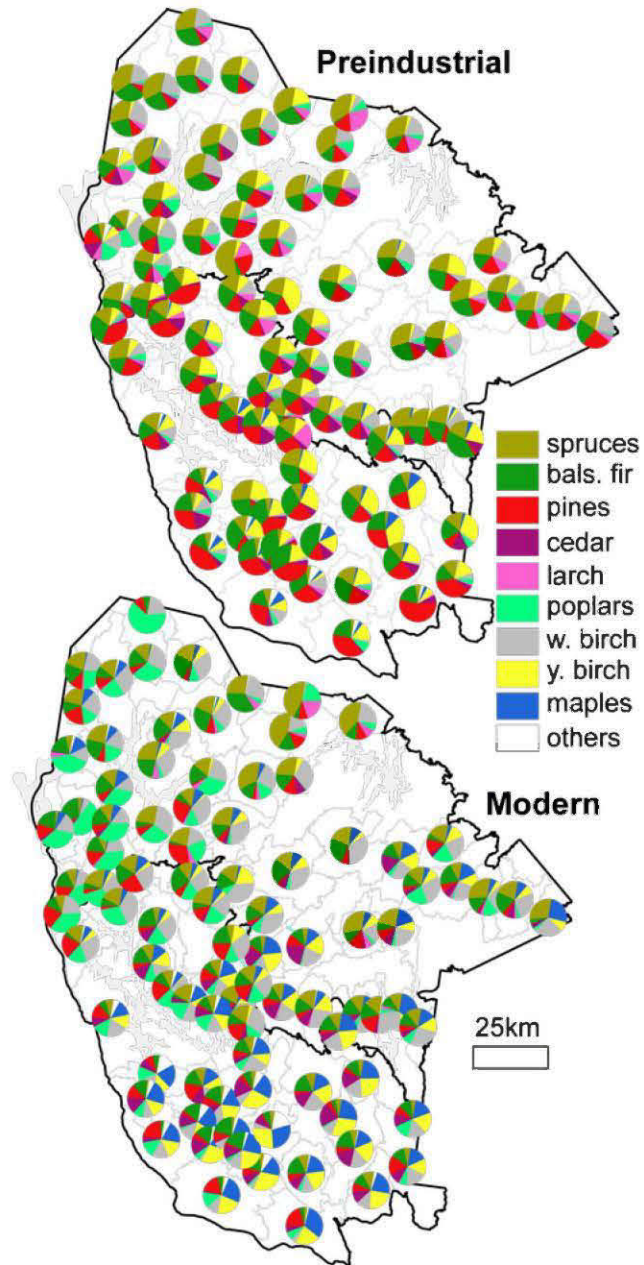 Preindustrial
spruces
bals. fir
pines
cedar
larch
poplars
w. birch
y. birch
maples
others
Modern
25km